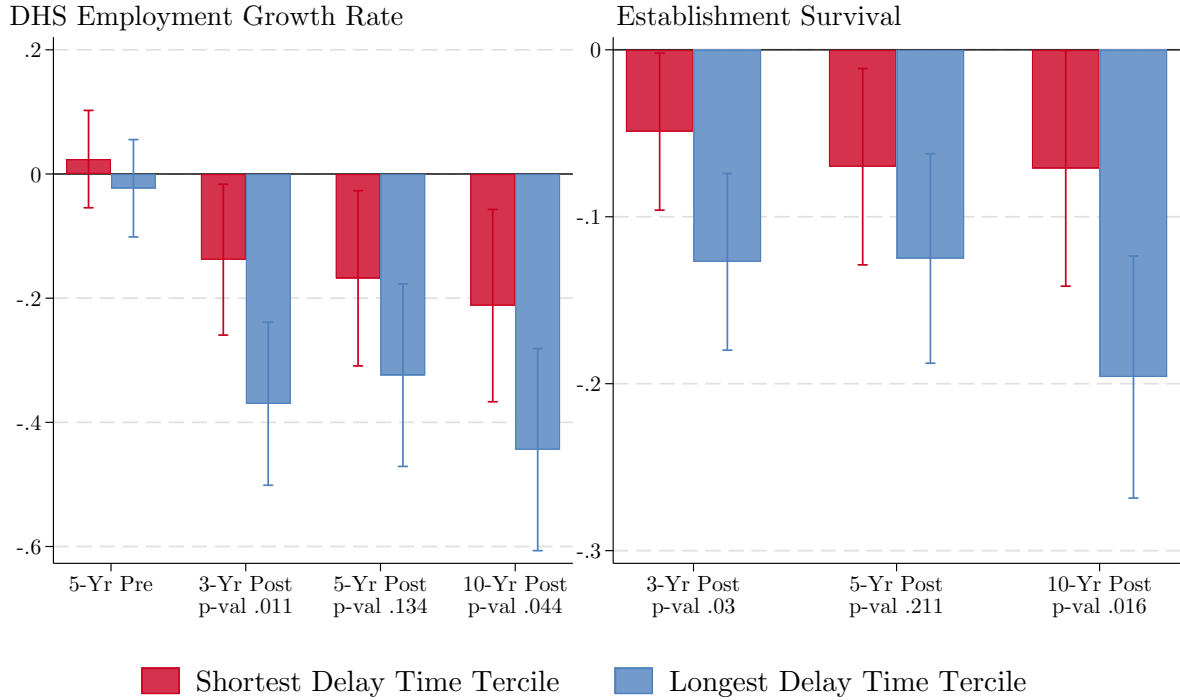 DHS Employment Growth Rate
.2
0
-.2
-.4
-.6
5-Yr Pre
3-Yr Post
p-val .011
5-Yr Post
p-val .134
10-Yr Post
p-val .044
Establishment Survival
0
-.1
-.2
-.3
3-Yr Post
p-val .03
5-Yr Post
p-val .211
10-Yr Post
p-val .016
Shortest Delay Time Tercile
Longest Delay Time Tercile